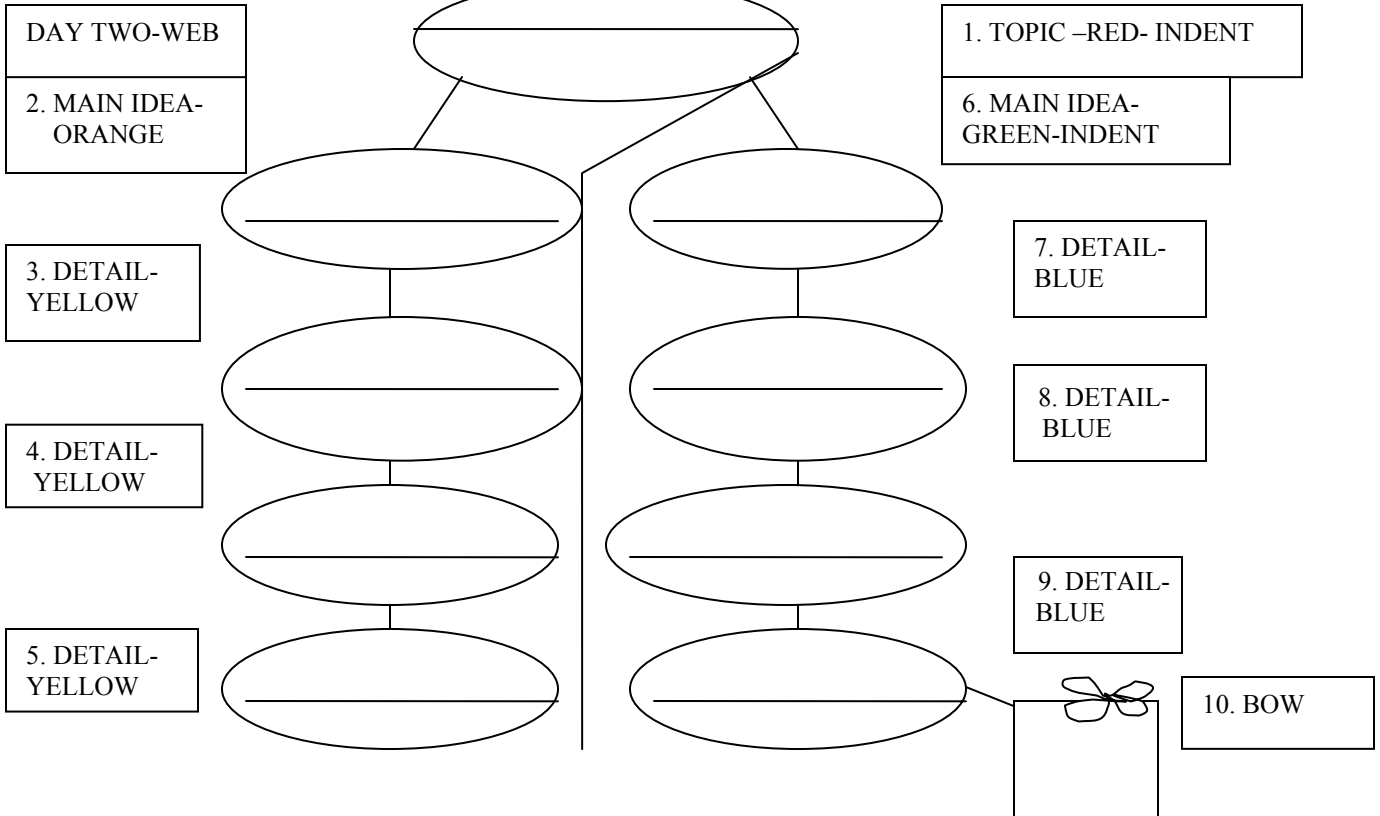 DAY TWO-WEB
1. TOPIC –RED- INDENT
2. MAIN IDEA-
ORANGE
6. MAIN IDEA-
GREEN-INDENT
3. DETAIL-
YELLOW
7. DETAIL-
BLUE
4. DETAIL-
YELLOW
8. DETAIL-
BLUE
5. DETAIL-
YELLOW
9. DETAIL-
BLUE
10. BOW